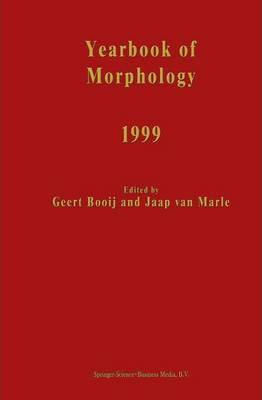 Yearbook of
Morphology
1999
Edited by
Geert Booij and Jaap van Marle
Springer-Science+Business Media, B.V.